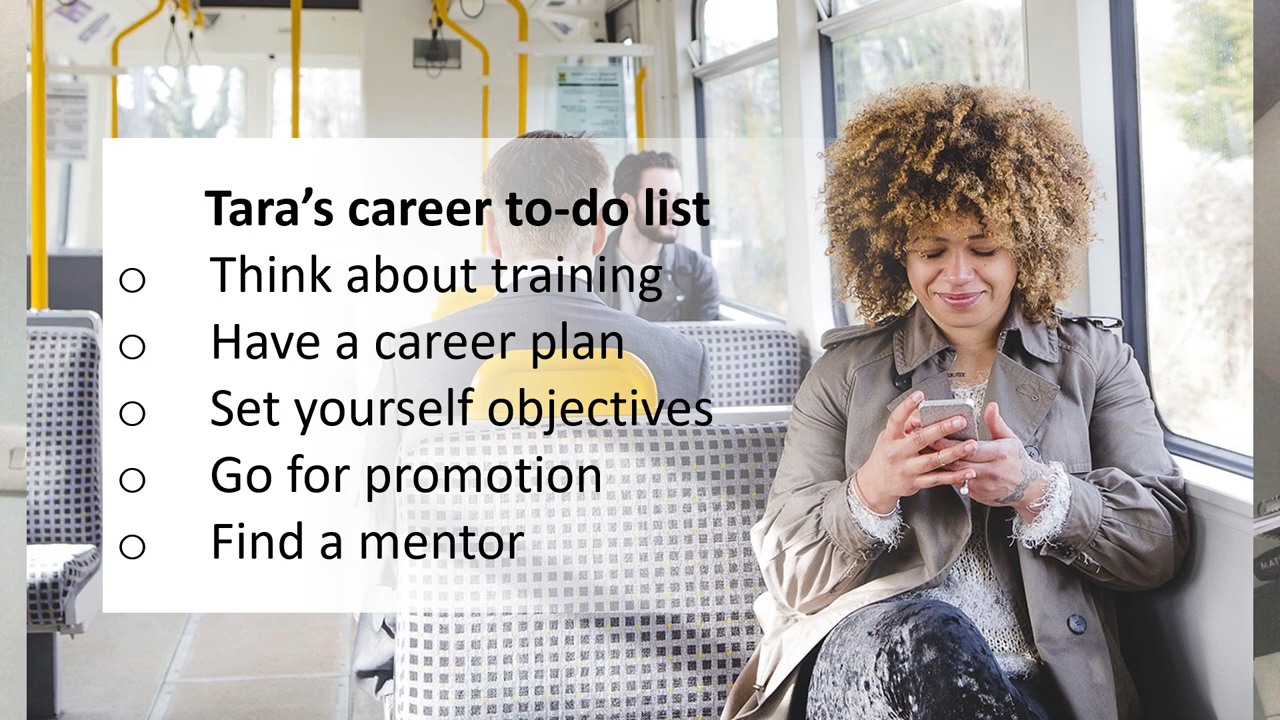 Tara’s career to-do list
o Think about training
o Have a career plan
o Set yourself objectives
o Go for promotion
o Find a mentor